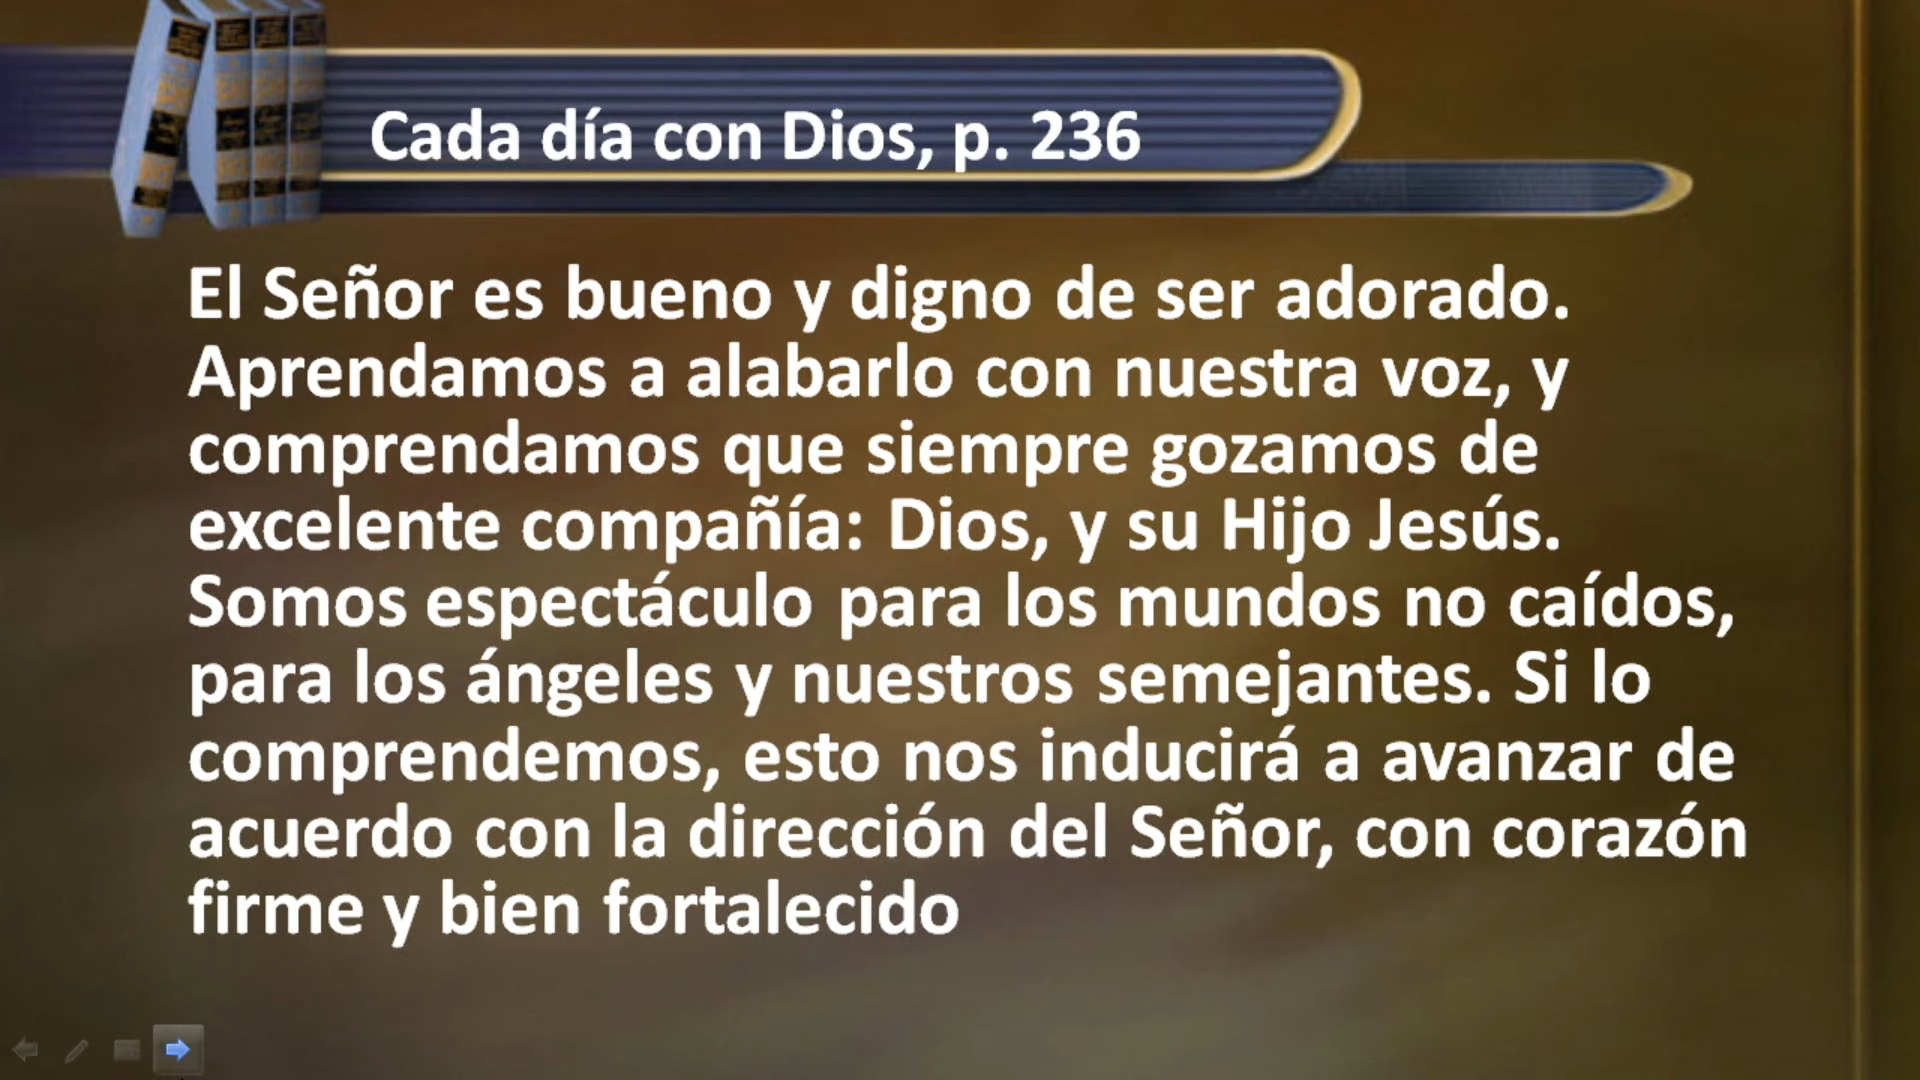 Cada día con Dios, p. 236
El Señor es bueno y digno de ser adorado.
Aprendamos a alabarlo con nuestra voz, y
comprendamos que siempre gozamos de
excelente compañía: Dios, y su Hijo Jesús.
Somos espectáculo para los mundos no caídos,
para los ángeles y nuestros semejantes. Si lo
comprendemos, esto nos inducirá a avanzar de
acuerdo con la dirección del Señor, con corazón
firme y bien fortalecido